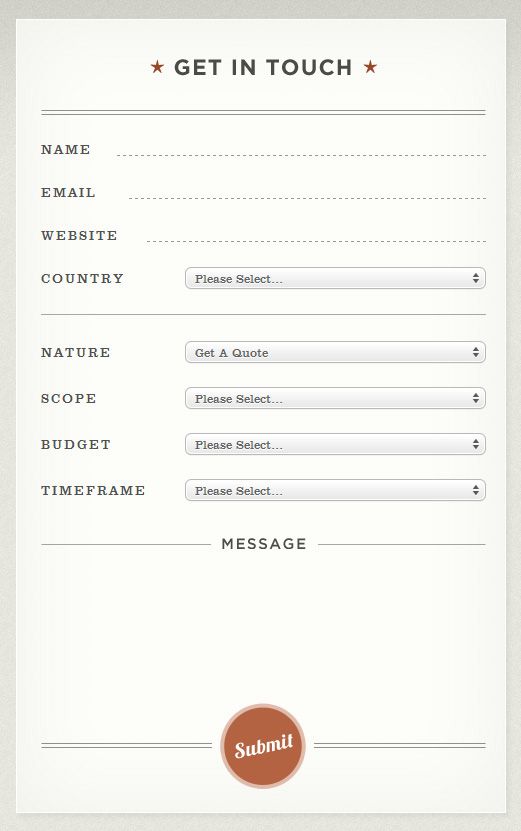 ★ GET IN TOUCH ★
NAME
EMAIL
WEBSITE
COUNTRY Please Select...
NATURE Get A Quote
SCOPE Please Select...
BUDGET Please Select...
TIMEFRAME Please Select...
MESSAGE
Submit